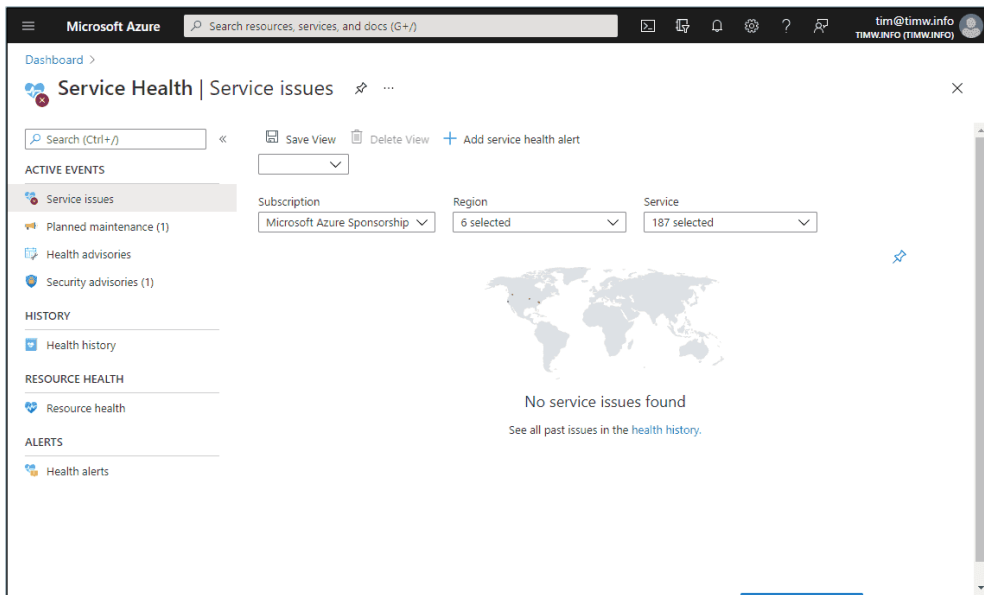 Microsoft Azure
Search resources, services, and docs (G+/)
tim@timw.info
TIMW.INFO (TIMW.INFO)
Dashboard >
Service Health | Service issues
Search (Ctrl+/)
Save View
Delete View
Add service health alert
ACTIVE EVENTS
Service issues
Planned maintenance (1)
Health advisories
Security advisories (1)
HISTORY
Health history
RESOURCE HEALTH
Resource health
ALERTS
Health alerts
Subscription
Region
Service
Microsoft Azure Sponsorship
6 selected
187 selected
No service issues found
See all past issues in the health history.